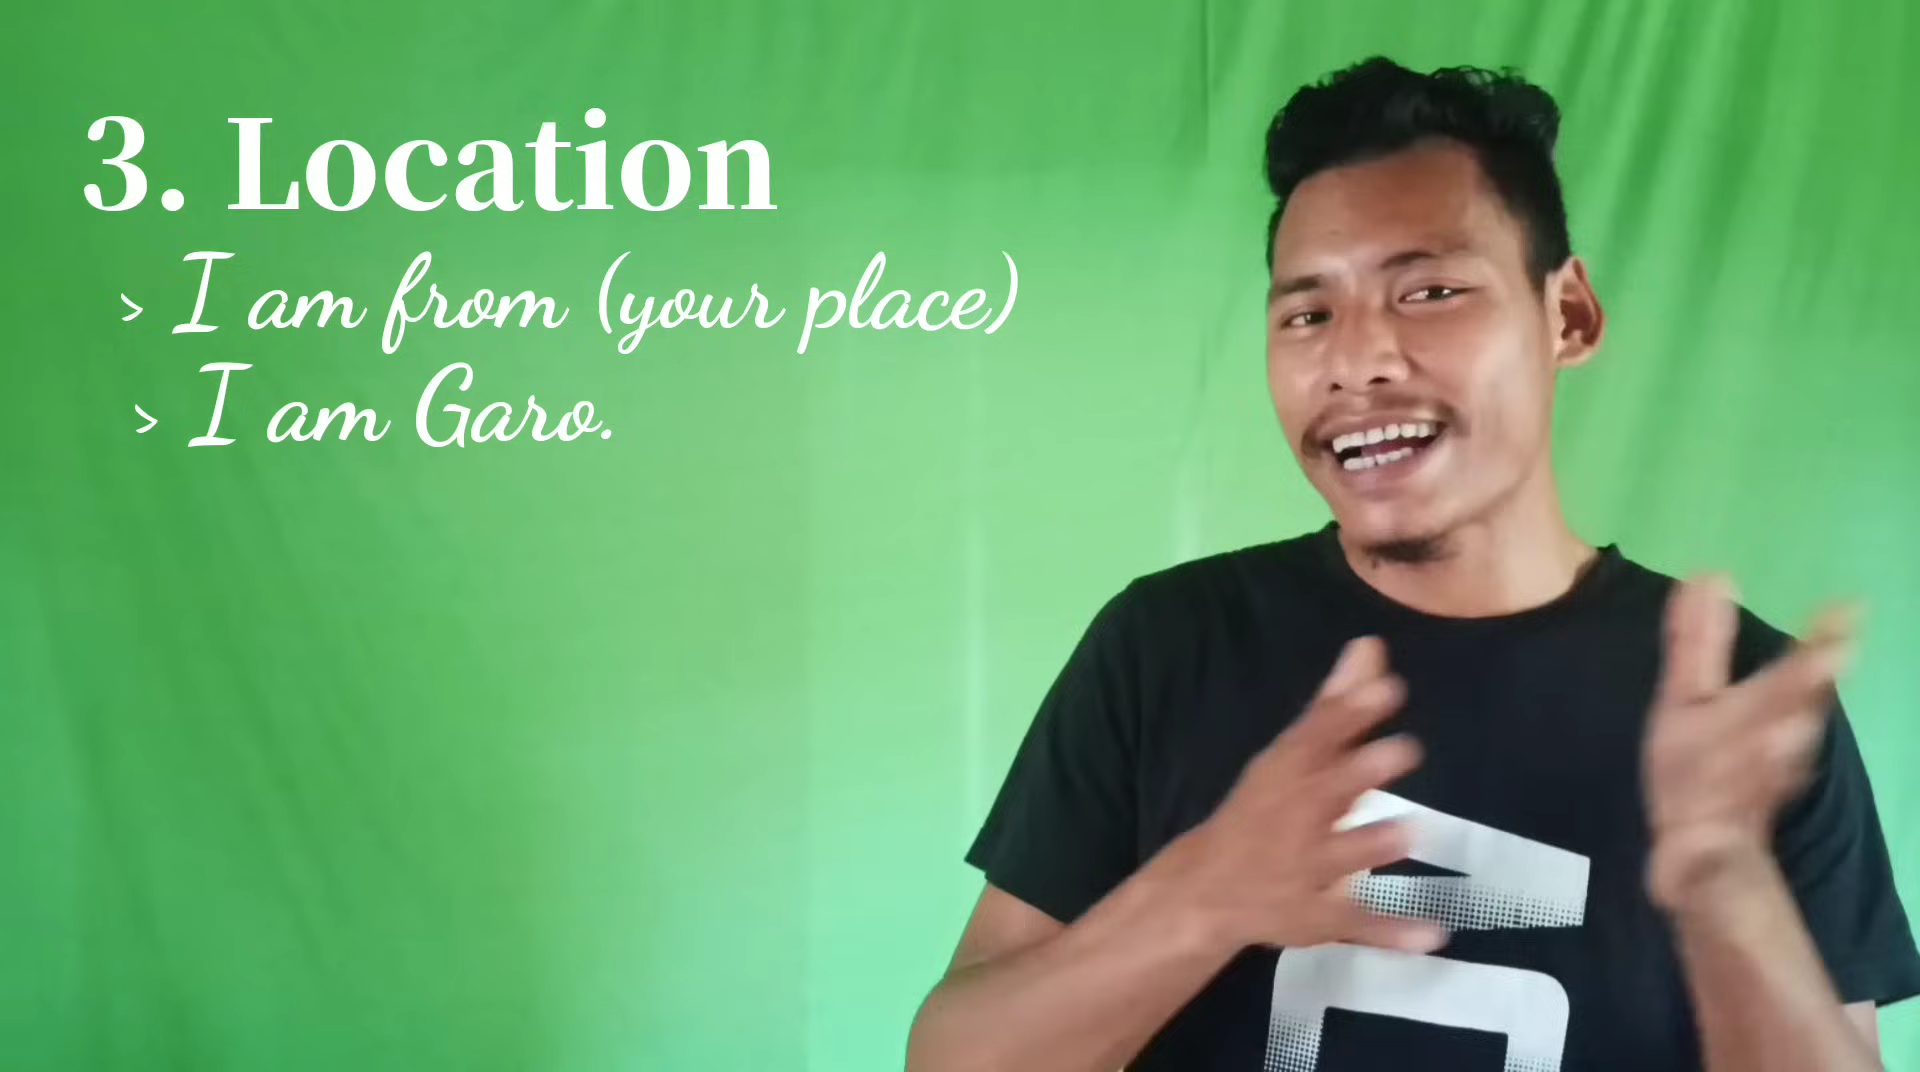 3. Location
> I am from (your place)
> I am Garo.